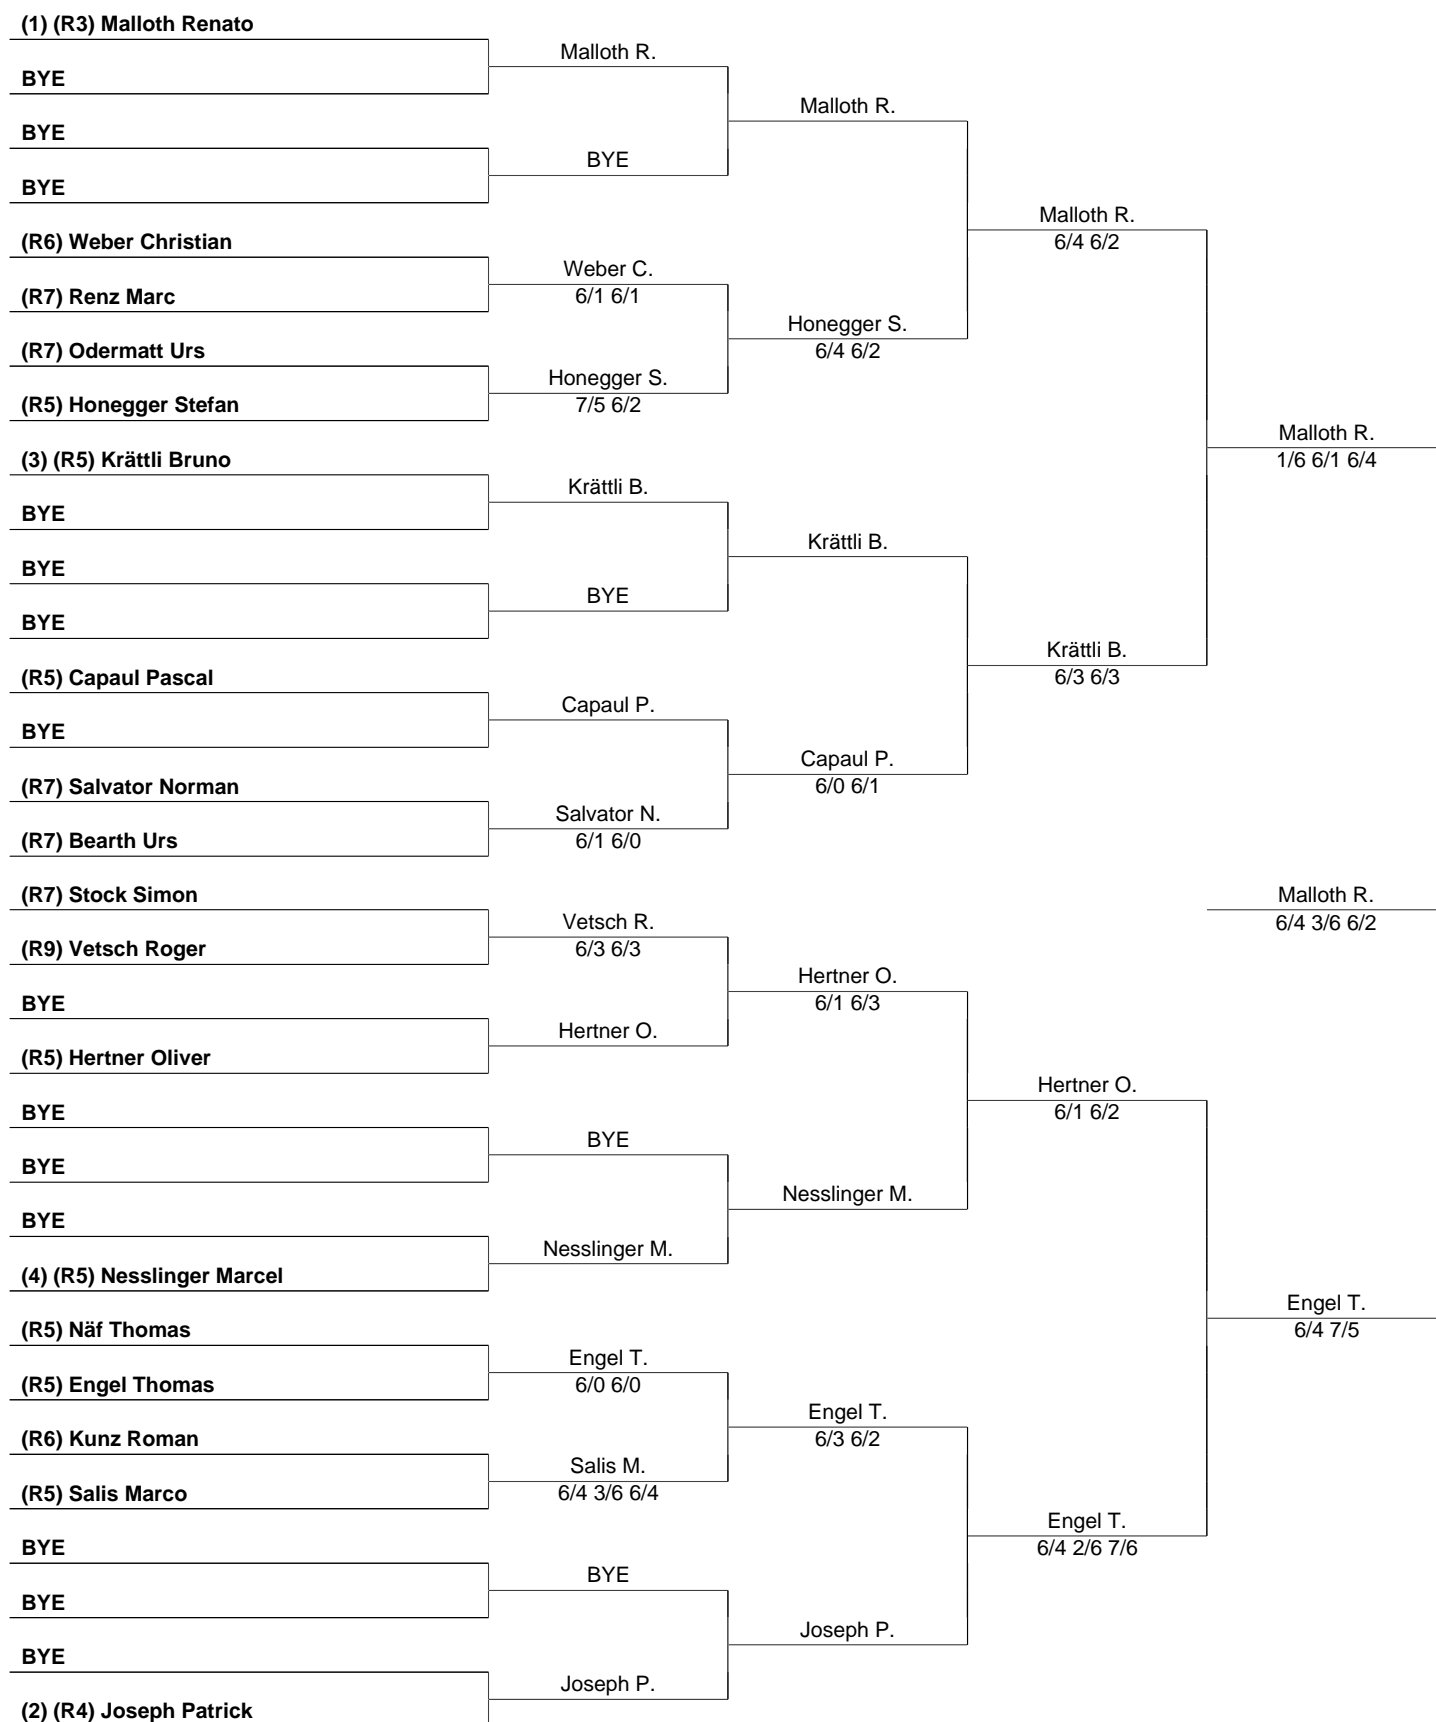 (1) (R3) Malloth Renato
BYE
BYE
BYE
(R6) Weber Christian
(R7) Renz Marc
(R7) Odermatt Urs
(R5) Honegger Stefan
(3) (R5) Krättli Bruno
BYE
BYE
BYE
(R5) Capaul Pascal
BYE
(R7) Salvator Norman
(R7) Bearth Urs
(R7) Stock Simon
(R9) Vetsch Roger
BYE
(R5) Hertner Oliver
BYE
BYE
BYE
(4) (R5) Nesslinger Marcel
(R5) Näf Thomas
(R5) Engel Thomas
(R6) Kunz Roman
(R5) Salis Marco
BYE
BYE
BYE
(2) (R4) Joseph Patrick
Malloth R.
BYE
Weber C.
6/1 6/1
Honegger S.
7/5 6/2
Krättli B.
BYE
Capaul P.
Salvator N.
6/1 6/0
Vetsch R.
6/3 6/3
Hertner O.
BYE
Nesslinger M.
Engel T.
6/0 6/0
Salis M.
6/4 3/6 6/4
BYE
Joseph P.
Malloth R.
Honegger S.
6/4 6/2
Krättli B.
Capaul P.
6/0 6/1
Hertner O.
6/1 6/3
Nesslinger M.
Engel T.
6/3 6/2
Joseph P.
Malloth R.
6/4 6/2
Krättli B.
6/3 6/3
Hertner O.
6/1 6/2
Engel T.
6/4 2/6 7/6
Malloth R.
1/6 6/1 6/4
Malloth R.
6/4 3/6 6/2
Engel T.
6/4 7/5